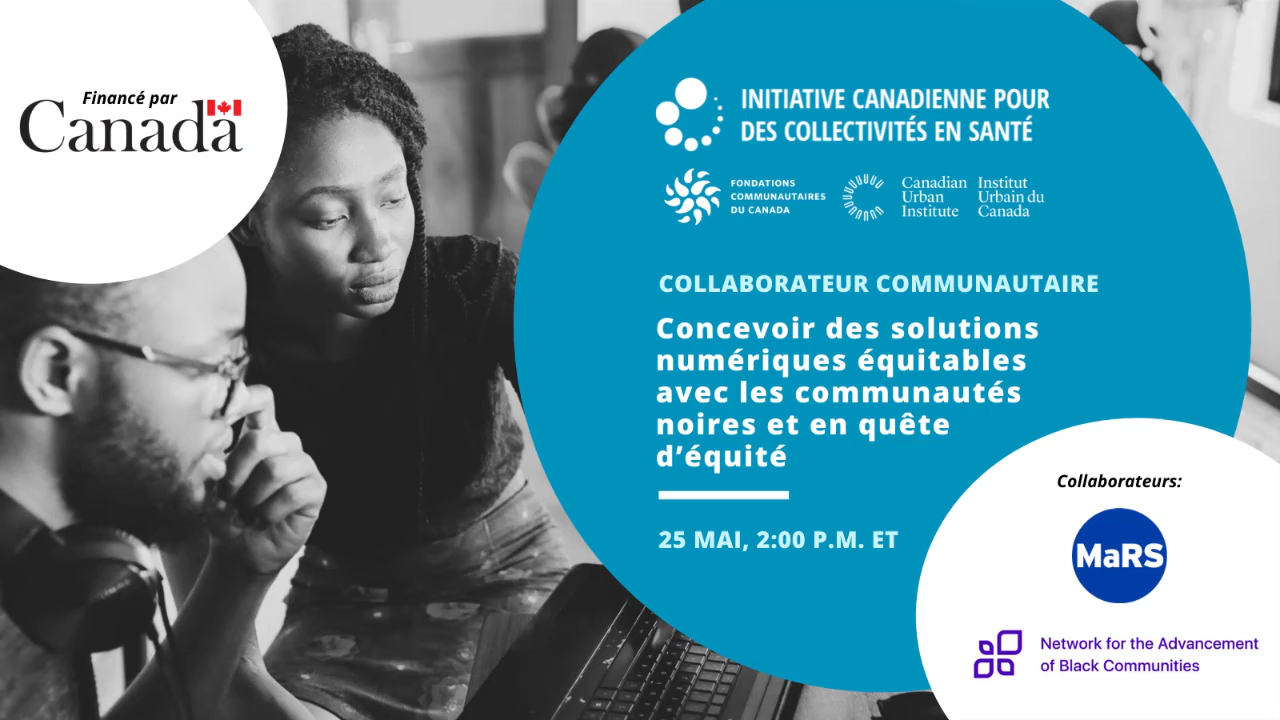 Financé par
Canada
INITIATIVE CANADIENNE POUR
DES COLLECTIVITÉS EN SANTÉ
FONDATIONS
COMMUNAUTAIRES
DU CANADA
Canadian
Urban
Institute
Institut
Urbain du
Canada
COLLABORATEUR COMMUNAUTAIRE
Concevoir des solutions
numériques équitables
avec les communautés
noires et en quête
d’équité
25 MAI, 2:00 P.M. ET
Collaborateurs:
MaRS
Network for the Advancement
of Black Communities